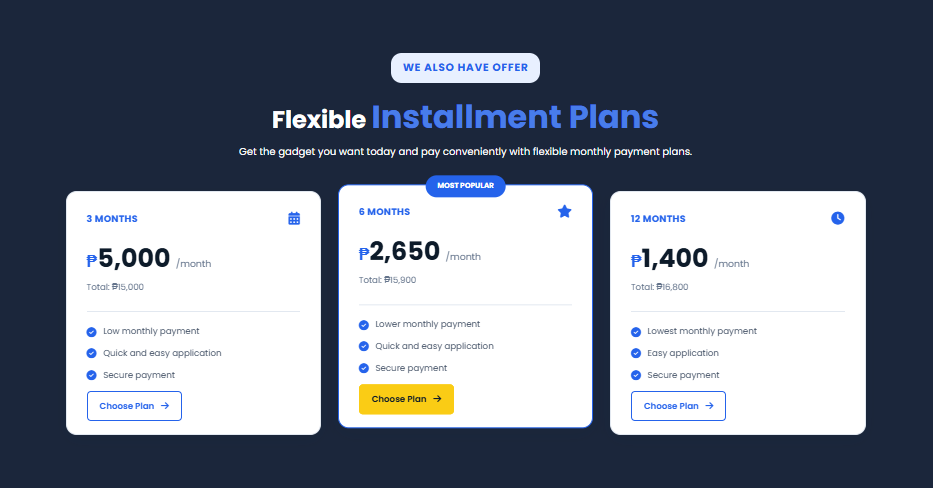 WE ALSO HAVE OFFER
Flexible Installment Plans
Get the gadget you want today and pay conveniently with flexible monthly payment plans.
3 MONTHS
₱5,000 /month
Total: ₱15,000
Low monthly payment
Quick and easy application
Secure payment
Choose Plan →
MOST POPULAR
6 MONTHS
₱2,650 /month
Total: ₱15,900
Lower monthly payment
Quick and easy application
Secure payment
Choose Plan →
12 MONTHS
₱1,400 /month
Total: ₱16,800
Lowest monthly payment
Easy application
Secure payment
Choose Plan →